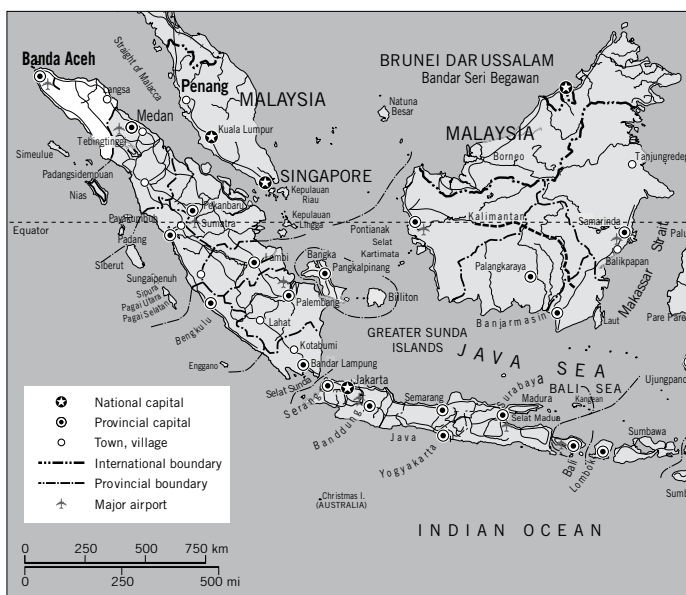 Banda Aceh
Straight of Malacca
Langsa
Penang
Medan
MALAYSIA
Tebingtinggi
Kuala Lumpur
Simeulue
Padangsidempuan
Nias
SINGAPORE
Kepulauan
Riau
Pekanbaru
Payakumbuh
Sumatra
Kepulauan
Lingga
Equator
Padang
Siberut
Jambi
Sungaipenuh
Sipura
Pagai Utara
Pagai Selatan
Bangka
Pangkalpinang
Palembang
Billiton
Bengkulu
Lahat
Enggano
Kotabumi
Bandar Lampung
Selat Sunda
BRUNEI DARUSSALAM
Bandar Seri Begawan
Natuna
Besar
MALAYSIA
Borneo
Tanjungredep
Kalimantan
Pontianak
Selat
Kartimata
Samarinda
Balikpapan
Makassar Strait
Palu
Palangkaraya
Banjarmasin
Laut
Pare Pare
GREATER SUNDA
ISLANDS
JAVA SEA
Ujungpand
Serang
Jakarta
Banddung
Semarang
Java
Yogyakarta
Surabaya
Madura
Selat Madura
BALI SEA
Kangean
Bali
Lombok
Sumbawa
Sumb
Christmas I.
(AUSTRALIA)
INDIAN OCEAN
National capital
Provincial capital
Town, village
International boundary
Provincial boundary
Major airport
0 250 500 750 km
0 250 500 mi